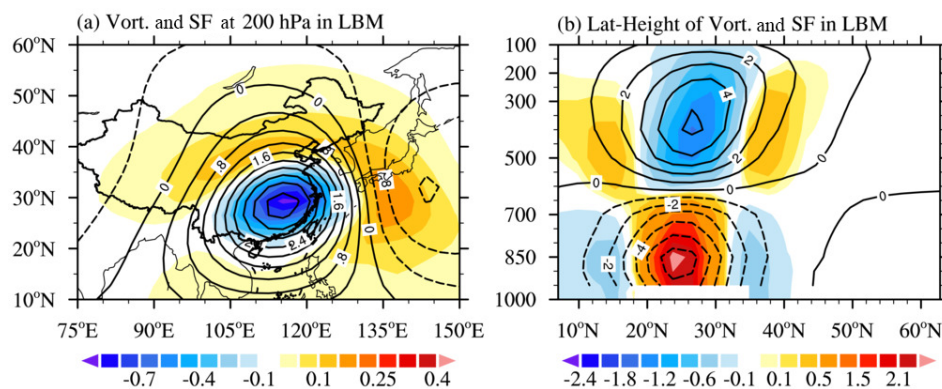 (a) Vort. and SF at 200 hPa in LBM
(b) Lat-Height of Vort. and SF in LBM
60°N
50°N
40°N
30°N
20°N
10°N
0
0
.8
1.6
0
1.6
.8
2.4
.8
0
75°E
90°E
105°E
120°E
135°E
150°E
-0.7
-0.4
-0.1
0.1
0.25
0.4
100
200
300
500
700
850
1000
2
4
2
2
0
0
0
-2
-4
-2
10°N
20°N
30°N
40°N
50°N
60°N
-2.4
-1.8
-1.2
-0.6
-0.1
0.1
0.5
1.5
2.1